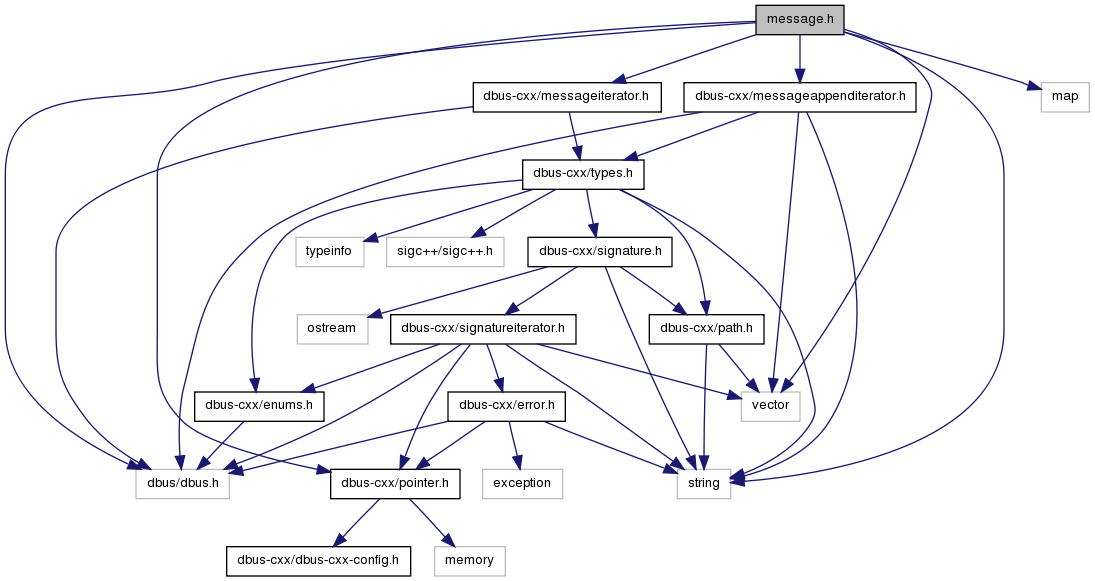 message.h
dbus-cxx/messageiterator.h
dbus-cxx/messageappenditerator.h
map
dbus-cxx/types.h
typeinfo
sigc++/sigc++.h
dbus-cxx/signature.h
ostream
dbus-cxx/signatureiterator.h
dbus-cxx/path.h
dbus-cxx/enums.h
dbus-cxx/error.h
vector
dbus/dbus.h
dbus-cxx/pointer.h
exception
string
dbus-cxx/dbus-cxx-config.h
memory